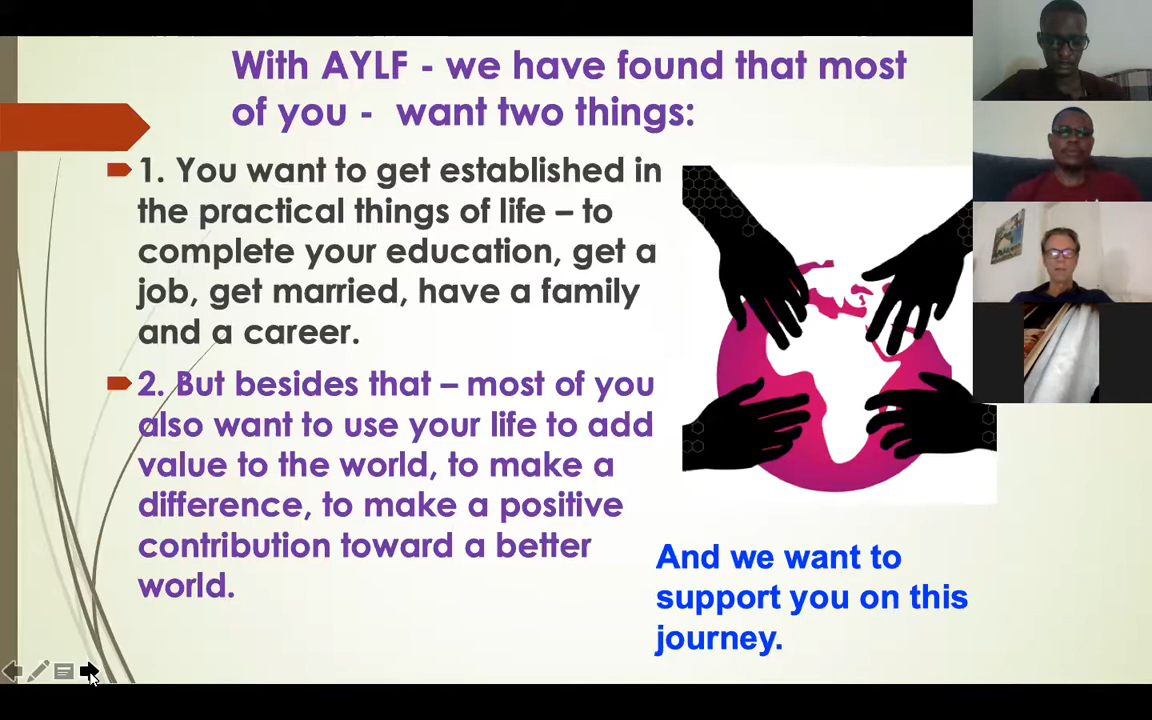 With AYLF - we have found that most
of you -  want two things:
1. You want to get established in
the practical things of life – to
complete your education, get a
job, get married, have a family
and a career.
2. But besides that – most of you
also want to use your life to add
value to the world, to make a
difference, to make a positive
contribution toward a better
world.
And we want to
support you on this
journey.